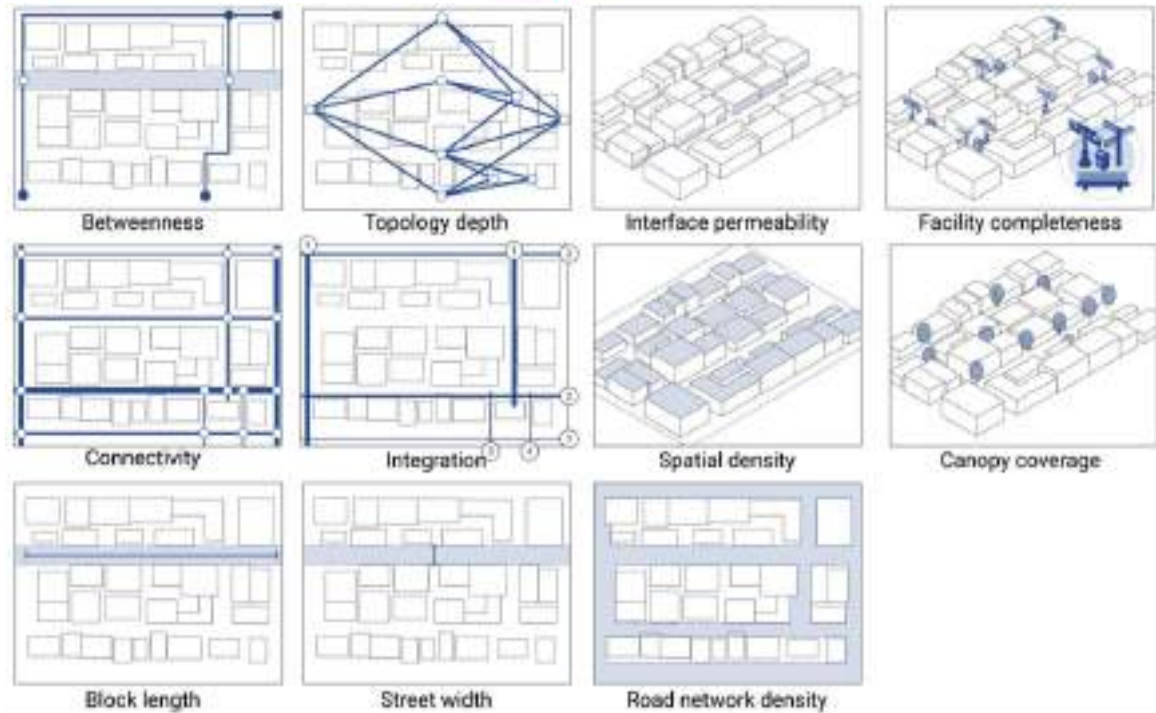 Betweenness
Topology depth
Interface permeability
Facility completeness
Connectivity
Integration
Spatial density
Canopy coverage
Block length
Street width
Road network density